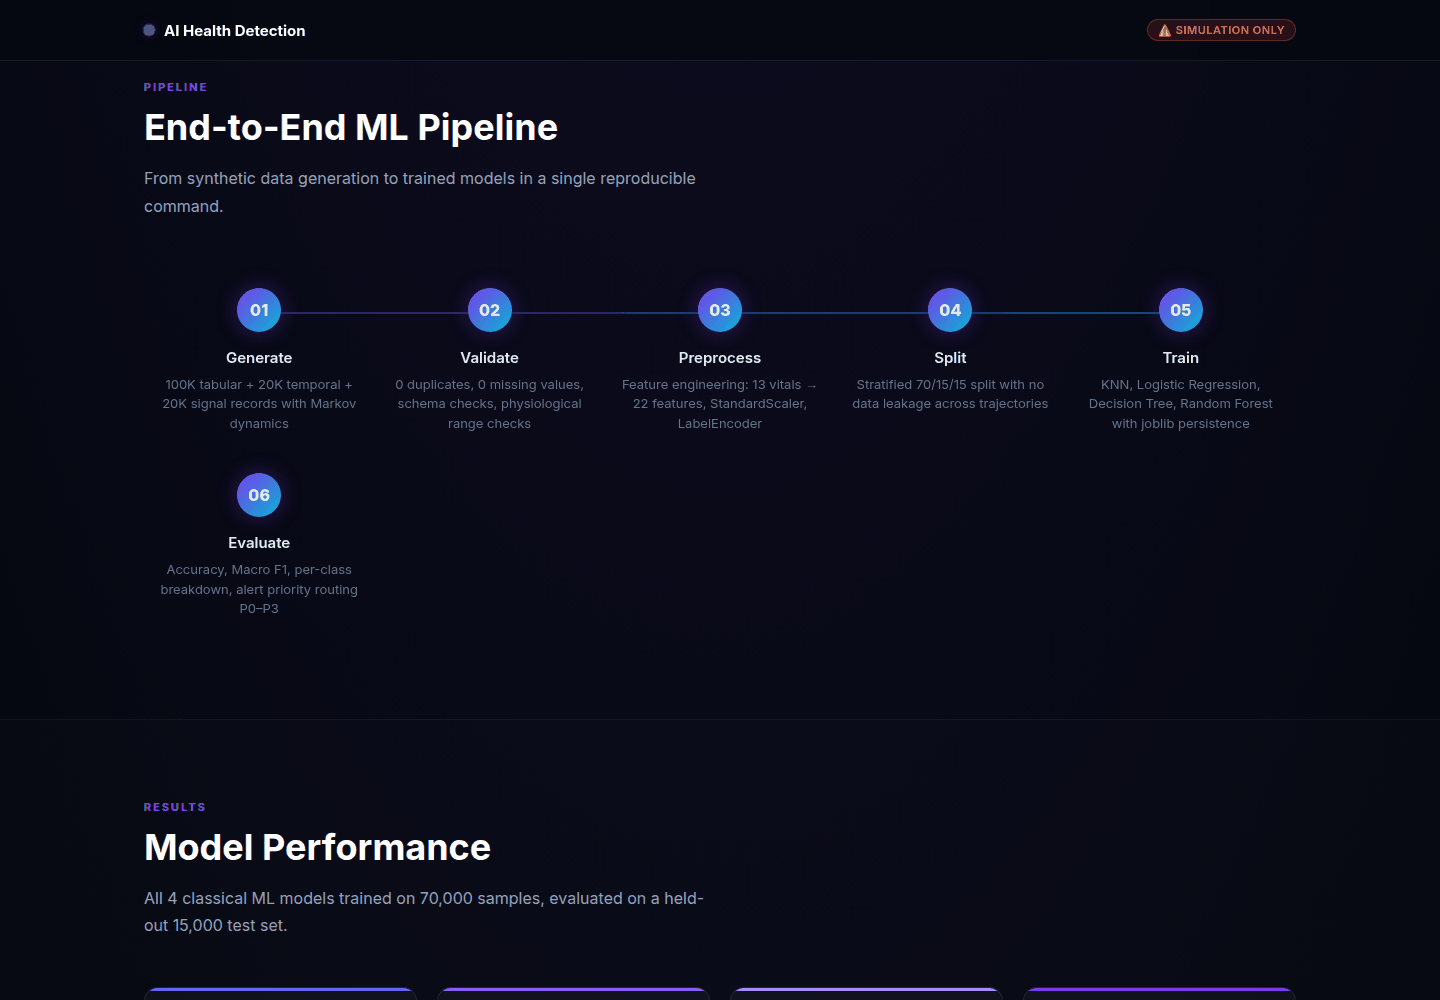 AI Health Detection
⚠ SIMULATION ONLY
PIPELINE
End-to-End ML Pipeline
From synthetic data generation to trained models in a single reproducible
command.
01
02
03
04
05
Generate
Validate
Preprocess
Split
Train
100K tabular + 20K temporal +
20K signal records with Markov
dynamics
0 duplicates, 0 missing values,
schema checks, physiological
range checks
Feature engineering: 13 vitals →
22 features, StandardScaler,
LabelEncoder
Stratified 70/15/15 split with no
data leakage across trajectories
KNN, Logistic Regression,
Decision Tree, Random Forest
with joblib persistence
06
Evaluate
Accuracy, Macro F1, per-class
breakdown, alert priority routing
P0–P3
RESULTS
Model Performance
All 4 classical ML models trained on 70,000 samples, evaluated on a held-
out 15,000 test set.